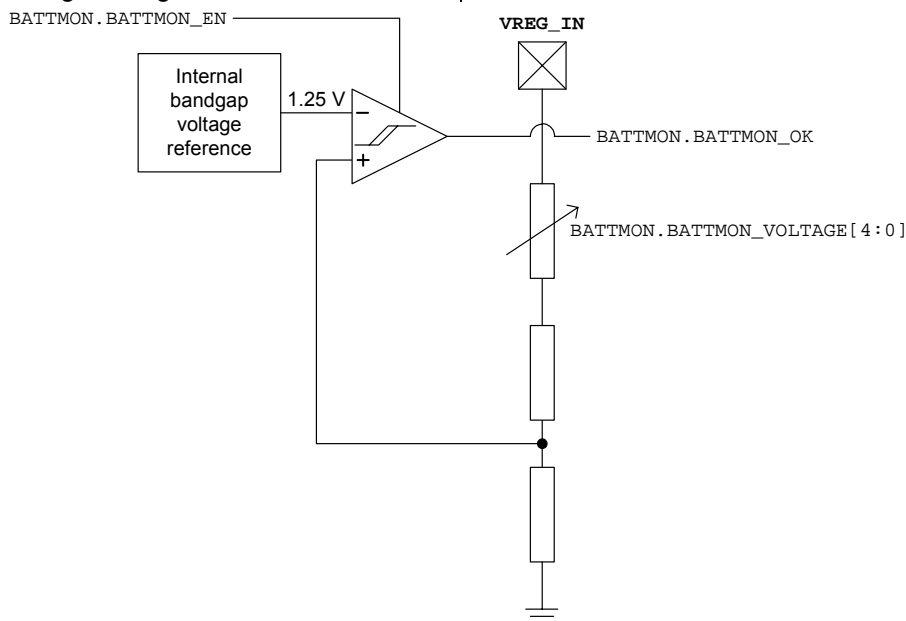 BATTMON.BATTMON_EN
VREG_IN
Internal
bandgap
voltage
reference
1.25 V
−
+
BATTMON.BATTMON_OK
BATTMON.BATTMON_VOLTAGE[4:0]